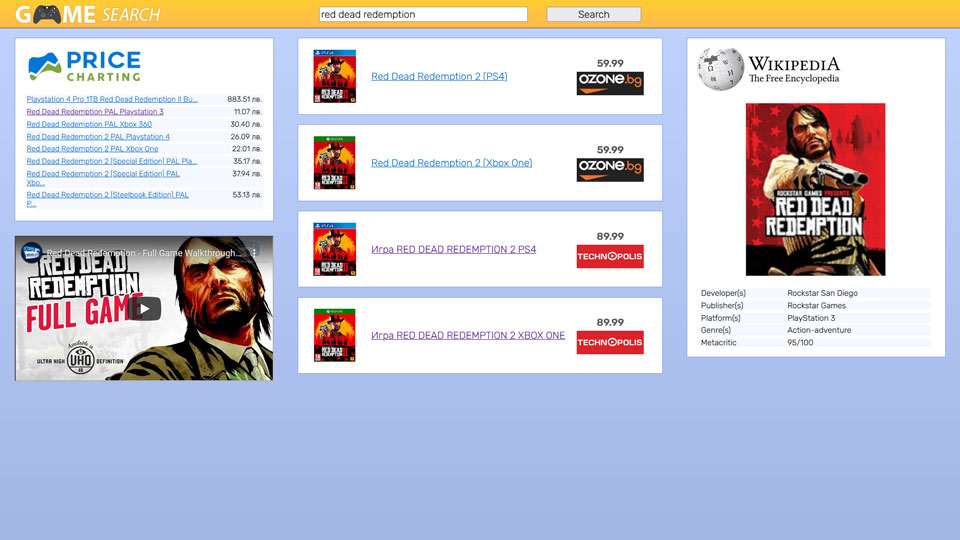 GAME SEARCH
red dead redemption
Search
PRICE
CHARTING
Playstation 4 Pro 1TB Red Dead Redemption II Bu... 883.51 лв.
Red Dead Redemption PAL Playstation 3 11.07 лв.
Red Dead Redemption PAL Xbox 360 30.40 лв.
Red Dead Redemption 2 PAL Playstation 4 26.09 лв.
Red Dead Redemption 2 PAL Xbox One 22.01 лв.
Red Dead Redemption 2 [Special Edition] PAL Pla... 35.17 лв.
Red Dead Redemption 2 [Special Edition] PAL 37.94 лв.
Xbo...
Red Dead Redemption 2 [Steelbook Edition] PAL 53.13 лв.
P...
Red Dead Redemption - Full Game Walkthrough...
RED DEAD
REDEMPTION
FULL GAME
Available in
ULTRA HIGH UHD DEFINITION
4K
Red Dead Redemption 2 (PS4)
59.99
OZONE.bg
Red Dead Redemption 2 (Xbox One)
59.99
OZONE.bg
Игра RED DEAD REDEMPTION 2 PS4
89.99
TECHNOPOLIS
Игра RED DEAD REDEMPTION 2 XBOX ONE
89.99
TECHNOPOLIS
WIKIPEDIA
The Free Encyclopedia
ROCKSTAR GAMES PRESENTS
RED DEAD
REDEMPTION
Developer(s) Rockstar San Diego
Publisher(s) Rockstar Games
Platform(s) PlayStation 3
Genre(s) Action-adventure
Metacritic 95/100